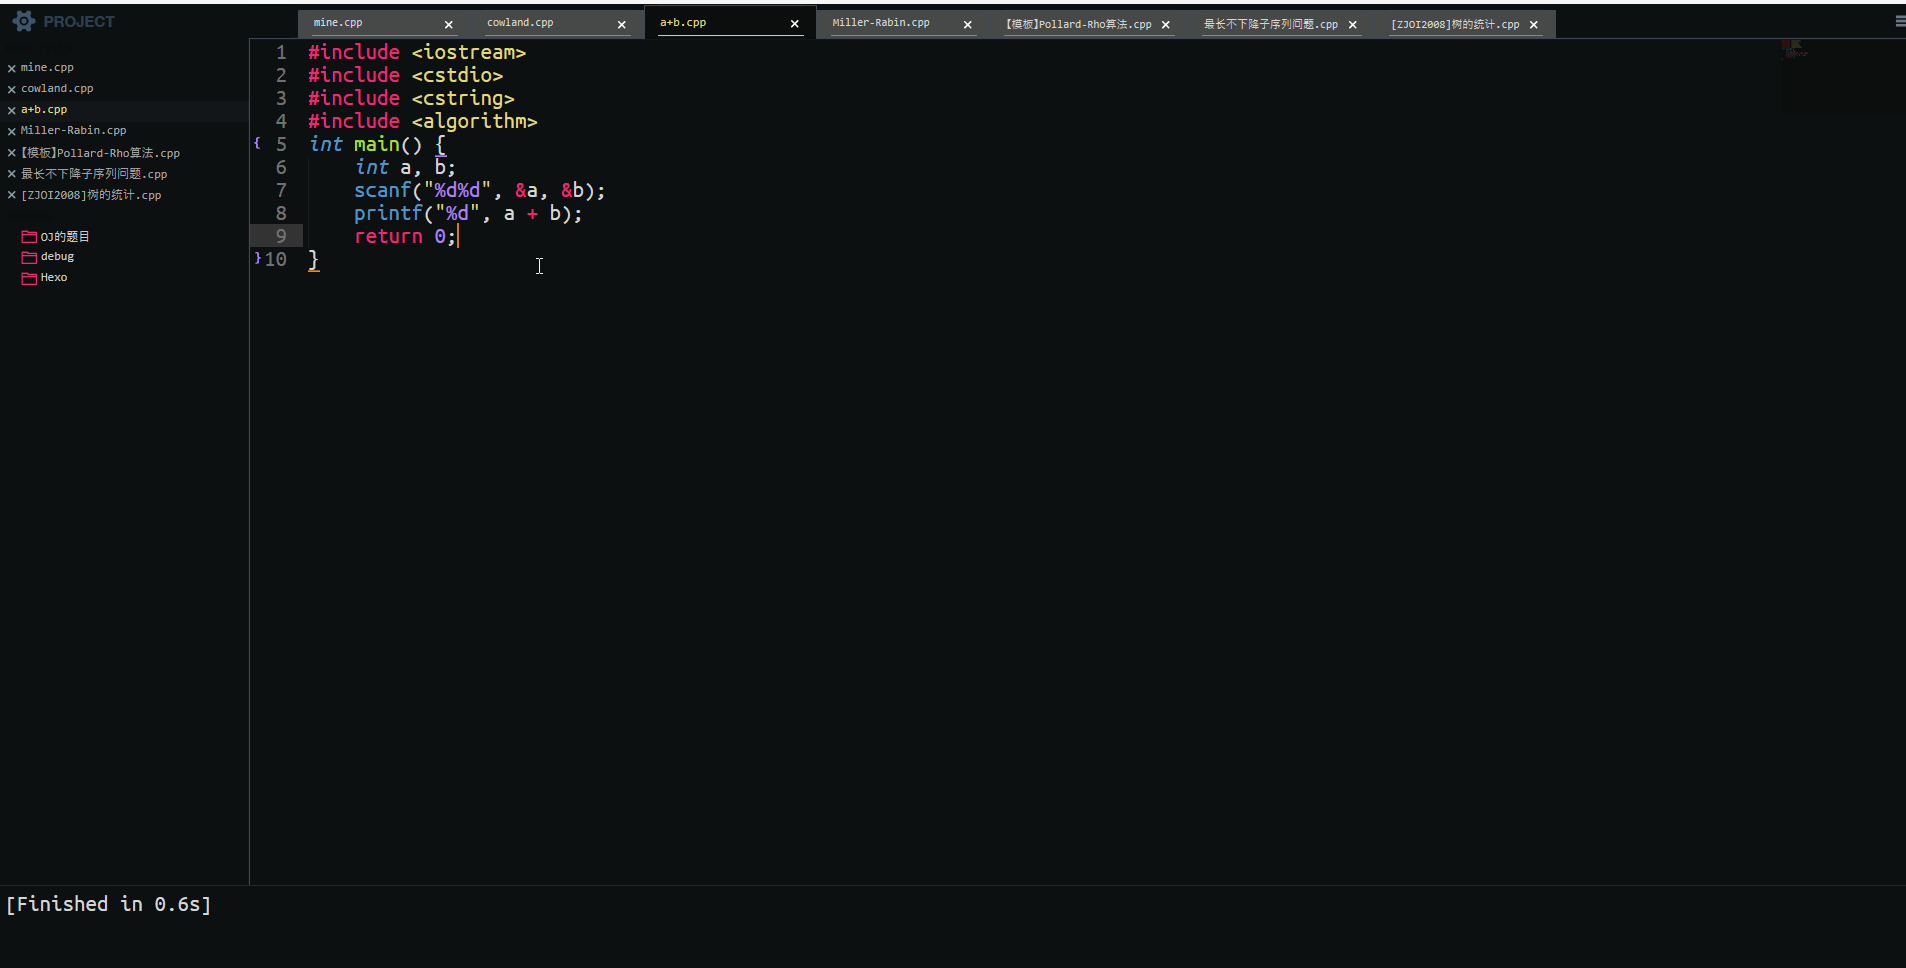 PROJECT
mine.cpp
cowland.cpp
a+b.cpp
Miller-Rabin.cpp
【模板】Pollard-Rho算法.cpp
最长不下降子序列问题.cpp
[ZJOI2008]树的统计.cpp
OJ的题目
debug
Hexo
mine.cpp cowland.cpp a+b.cpp Miller-Rabin.cpp 【模板】Pollard-Rho算法.cpp 最长不下降子序列问题.cpp [ZJOI2008]树的统计.cpp
1 #include <iostream>
2 #include <cstdio>
3 #include <cstring>
4 #include <algorithm>
{ 5 int main() {
6 int a, b;
7 scanf("%d%d", &a, &b);
8 printf("%d", a + b);
9 return 0;
}10 }
[Finished in 0.6s]